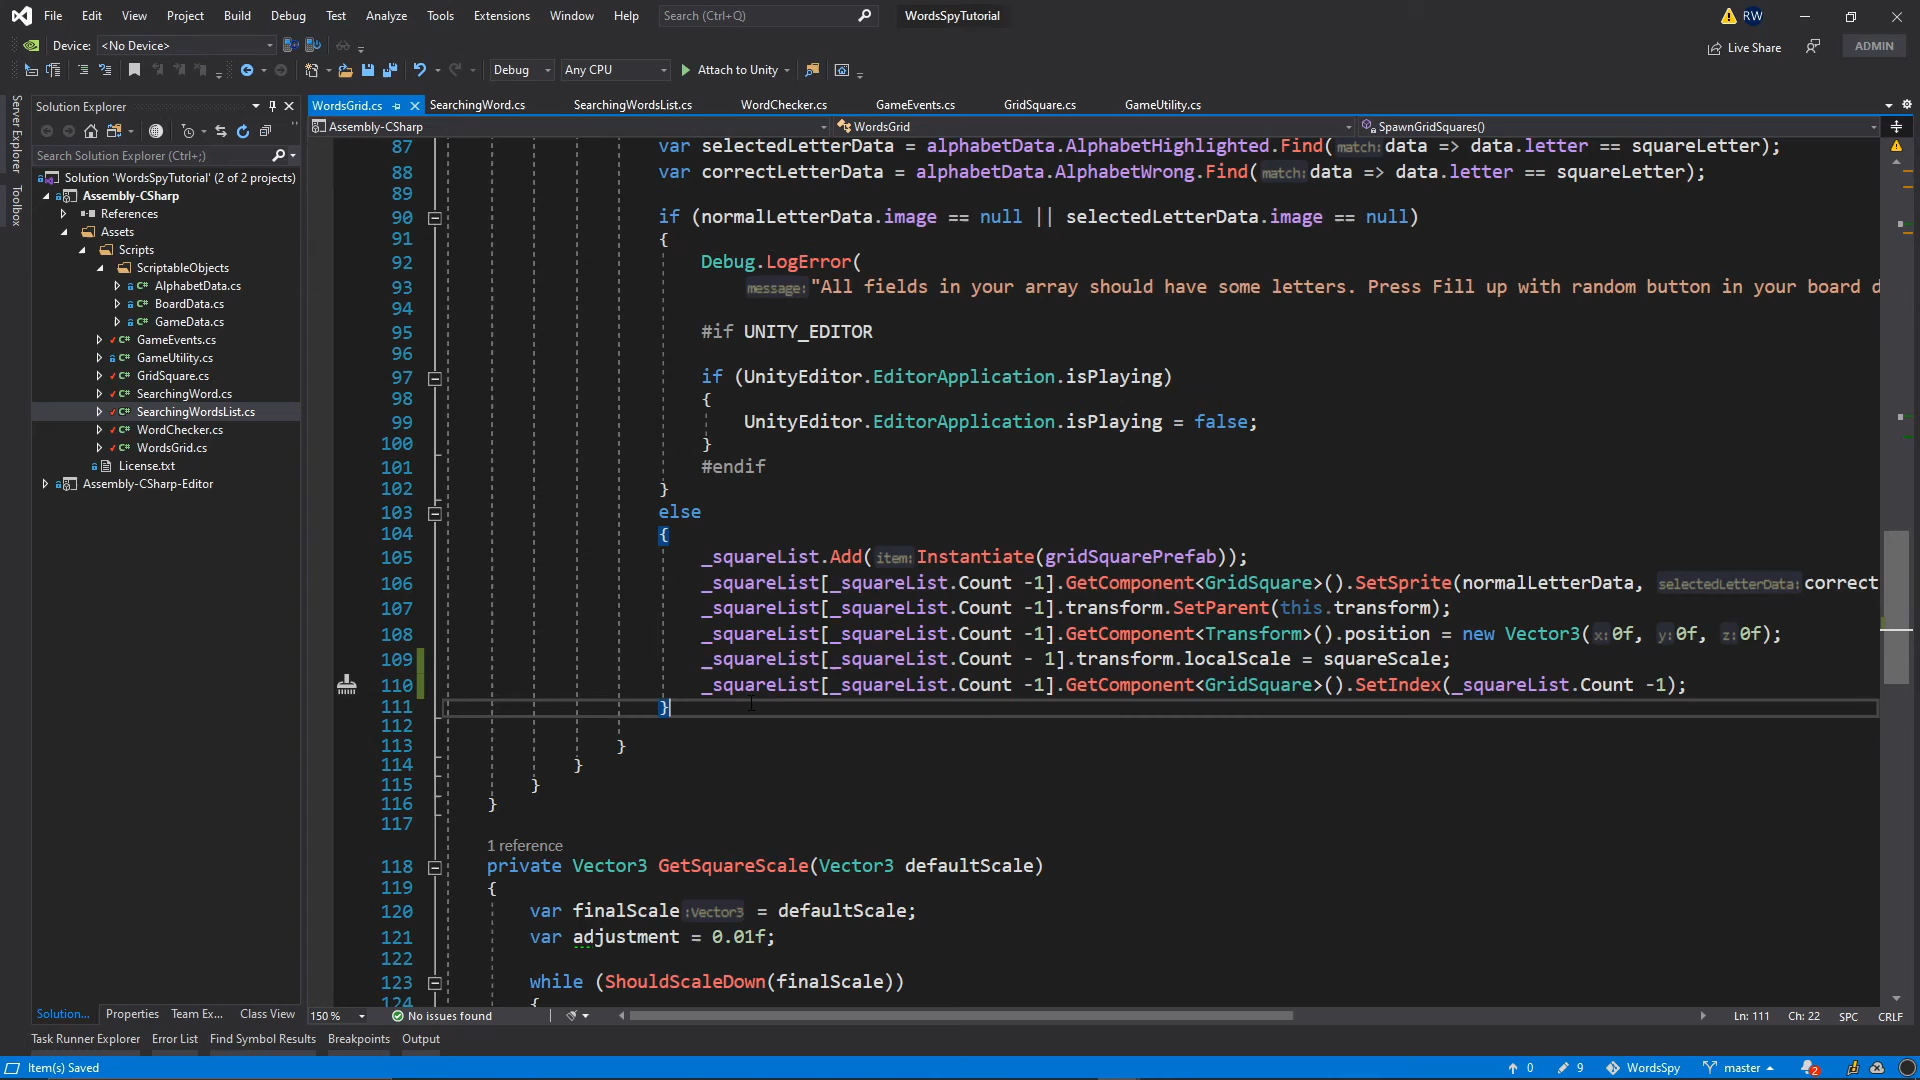 File Edit View Project Build Debug Test Analyze Tools Extensions Window Help Search (Ctrl+Q) WordsSpyTutorial RW
Device: <No Device> Live Share ADMIN
Debug Any CPU Attach to Unity
Server Explorer
Toolbox
Solution Explorer
Search Solution Explorer (Ctrl+;)
Solution 'WordsSpyTutorial' (2 of 2 projects)
Assembly-CSharp
References
Assets
Scripts
ScriptableObjects
AlphabetData.cs
BoardData.cs
GameData.cs
GameEvents.cs
GameUtility.cs
GridSquare.cs
SearchingWord.cs
SearchingWordsList.cs
WordChecker.cs
WordsGrid.cs
License.txt
Assembly-CSharp-Editor
Solution... Properties Team Ex... Class View
WordsGrid.cs SearchingWord.cs SearchingWordsList.cs WordChecker.cs GameEvents.cs GridSquare.cs GameUtility.cs
Assembly-CSharp WordsGrid SpawnGridSquares()
87 var selectedLetterData = alphabetData.AlphabetHighlighted.Find(match: data => data.letter == squareLetter);
88 var correctLetterData = alphabetData.AlphabetWrong.Find(match: data => data.letter == squareLetter);
89
90 if (normalLetterData.image == null || selectedLetterData.image == null)
91 {
92 Debug.LogError(
93 message: "All fields in your array should have some letters. Press Fill up with random button in your board d
94
95 #if UNITY_EDITOR
96
97 if (UnityEditor.EditorApplication.isPlaying)
98 {
99 UnityEditor.EditorApplication.isPlaying = false;
100 }
101 #endif
102 }
103 else
104 {
105 _squareList.Add(item: Instantiate(gridSquarePrefab));
106 _squareList[_squareList.Count -1].GetComponent<GridSquare>().SetSprite(normalLetterData, selectedLetterData: correct
107 _squareList[_squareList.Count -1].transform.SetParent(this.transform);
108 _squareList[_squareList.Count -1].GetComponent<Transform>().position = new Vector3(x: 0f, y: 0f, z: 0f);
109 _squareList[_squareList.Count - 1].transform.localScale = squareScale;
110 _squareList[_squareList.Count -1].GetComponent<GridSquare>().SetIndex(_squareList.Count -1);
111 }
112
113 }
114 }
115 }
116 }
117
1 reference
118 private Vector3 GetSquareScale(Vector3 defaultScale)
119 {
120 var finalScale :Vector3 = defaultScale;
121 var adjustment = 0.01f;
122
123 while (ShouldScaleDown(finalScale))
124 {
150 % No issues found Ln: 111 Ch: 22 SPC CRLF
Task Runner Explorer Error List Find Symbol Results Breakpoints Output
Item(s) Saved 0 9 WordsSpy master 2